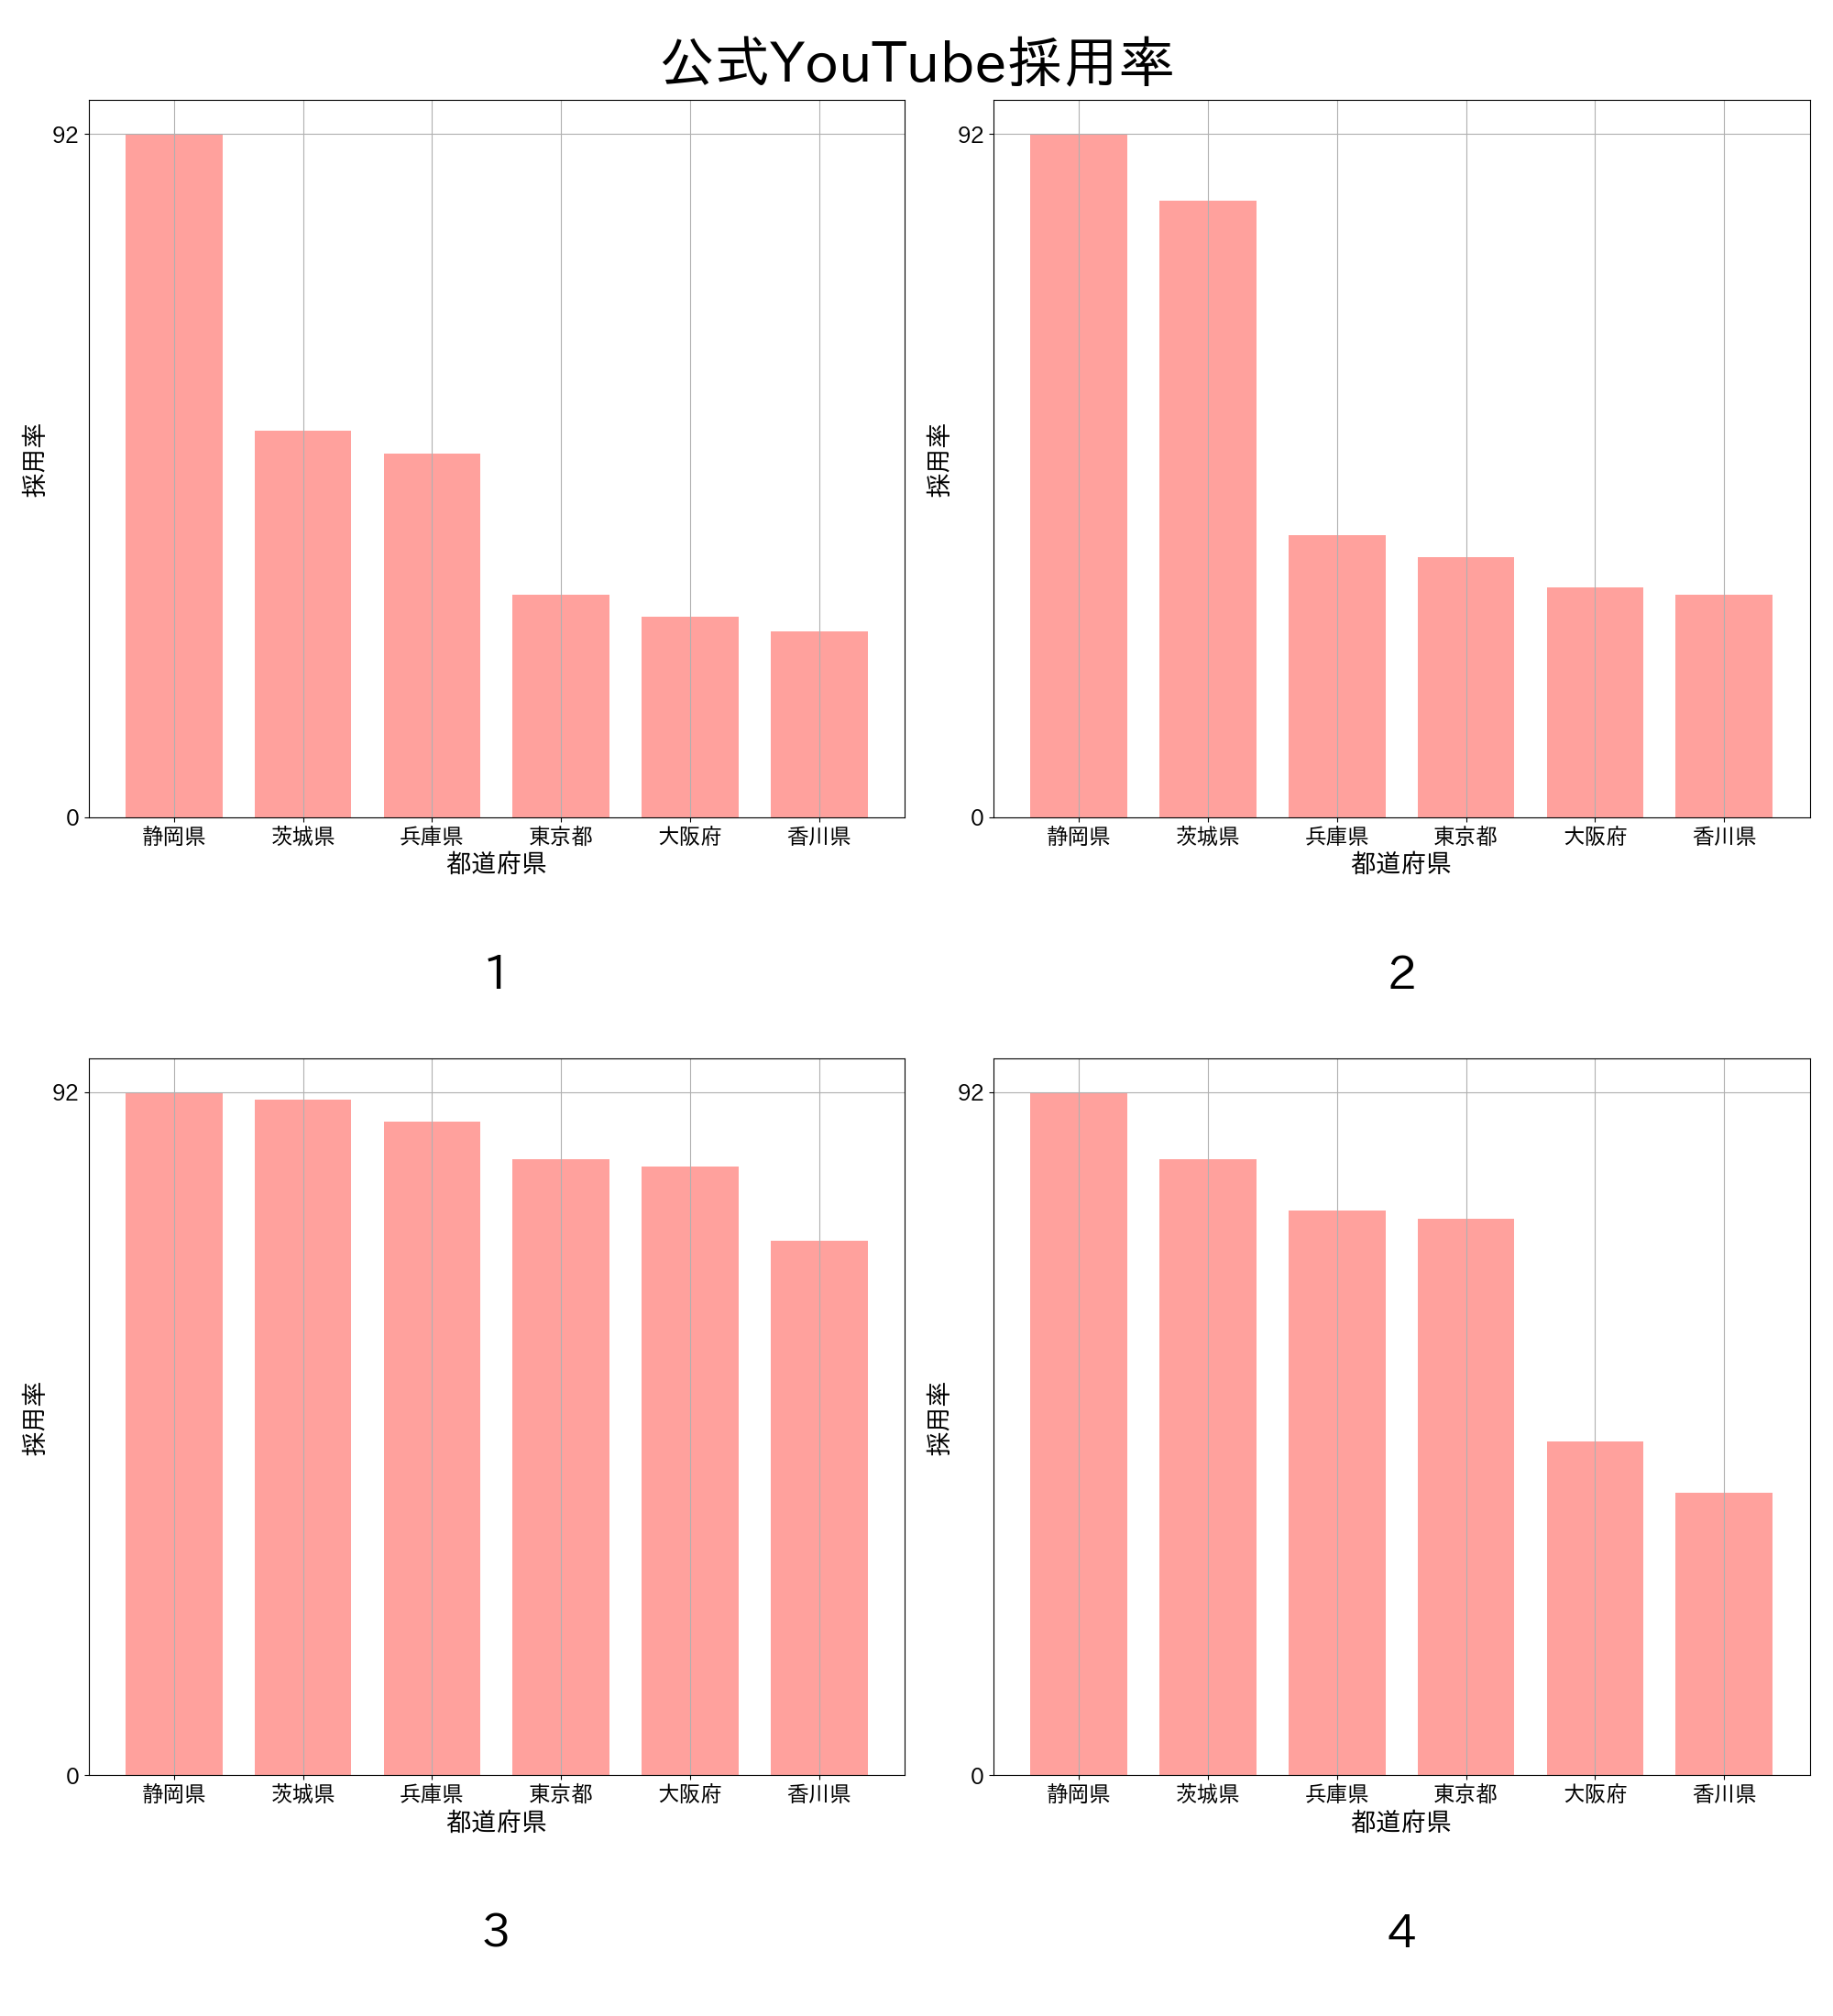 公式YouTube採用率
92
0
採用率
静岡県 茨城県 兵庫県 東京都 大阪府 香川県
都道府県
1
92
0
採用率
静岡県 茨城県 兵庫県 東京都 大阪府 香川県
都道府県
2
92
0
採用率
静岡県 茨城県 兵庫県 東京都 大阪府 香川県
都道府県
3
92
0
採用率
静岡県 茨城県 兵庫県 東京都 大阪府 香川県
都道府県
4